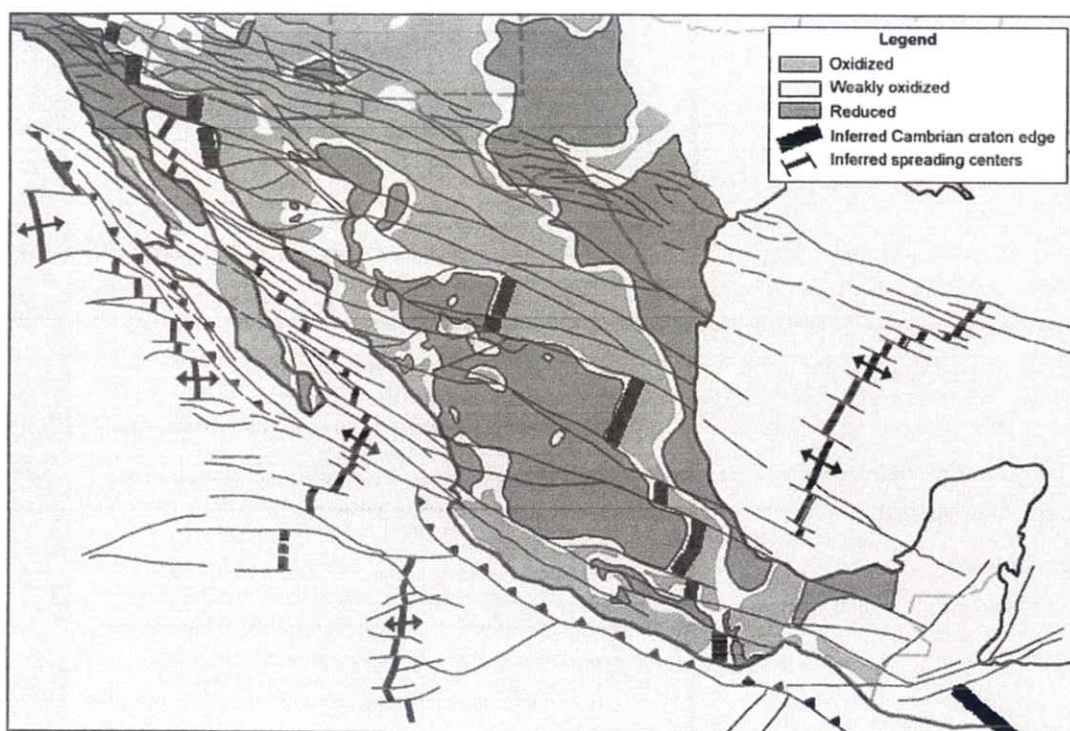 Legend
Oxidized
Weakly oxidized
Reduced
Inferred Cambrian craton edge
Inferred spreading centers